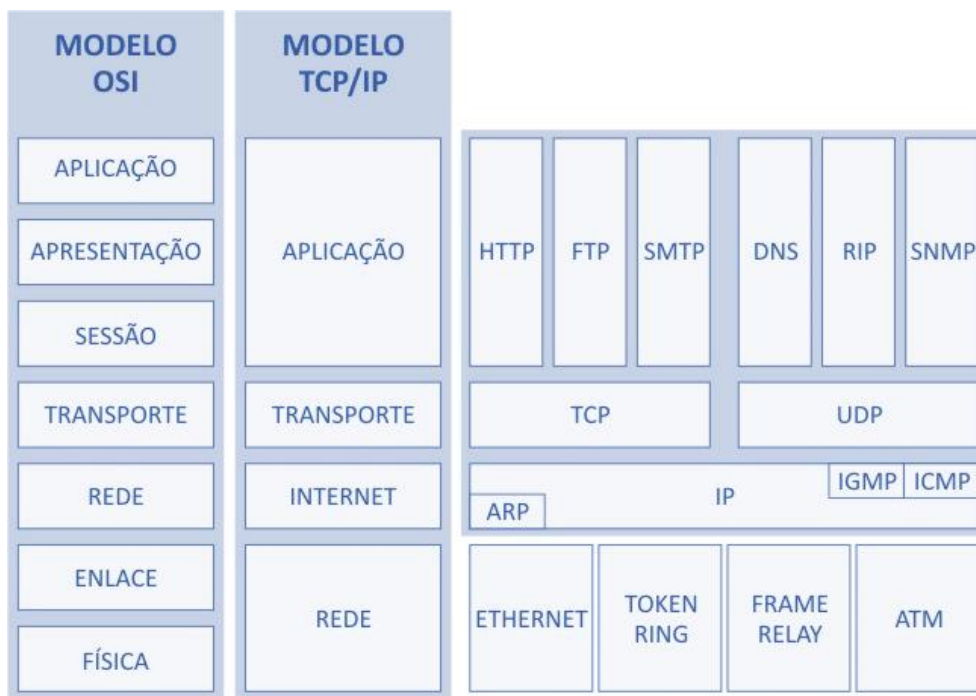 MODELO
OSI
MODELO
TCP/IP
APLICAÇÃO
APRESENTAÇÃO
SESSÃO
TRANSPORTE
REDE
ENLACE
FÍSICA
APLICAÇÃO
TRANSPORTE
INTERNET
REDE
HTTP
FTP
SMTP
DNS
RIP
SNMP
TCP
UDP
IP
IGMP
ICMP
ARP
ETHERNET
TOKEN
RING
FRAME
RELAY
ATM